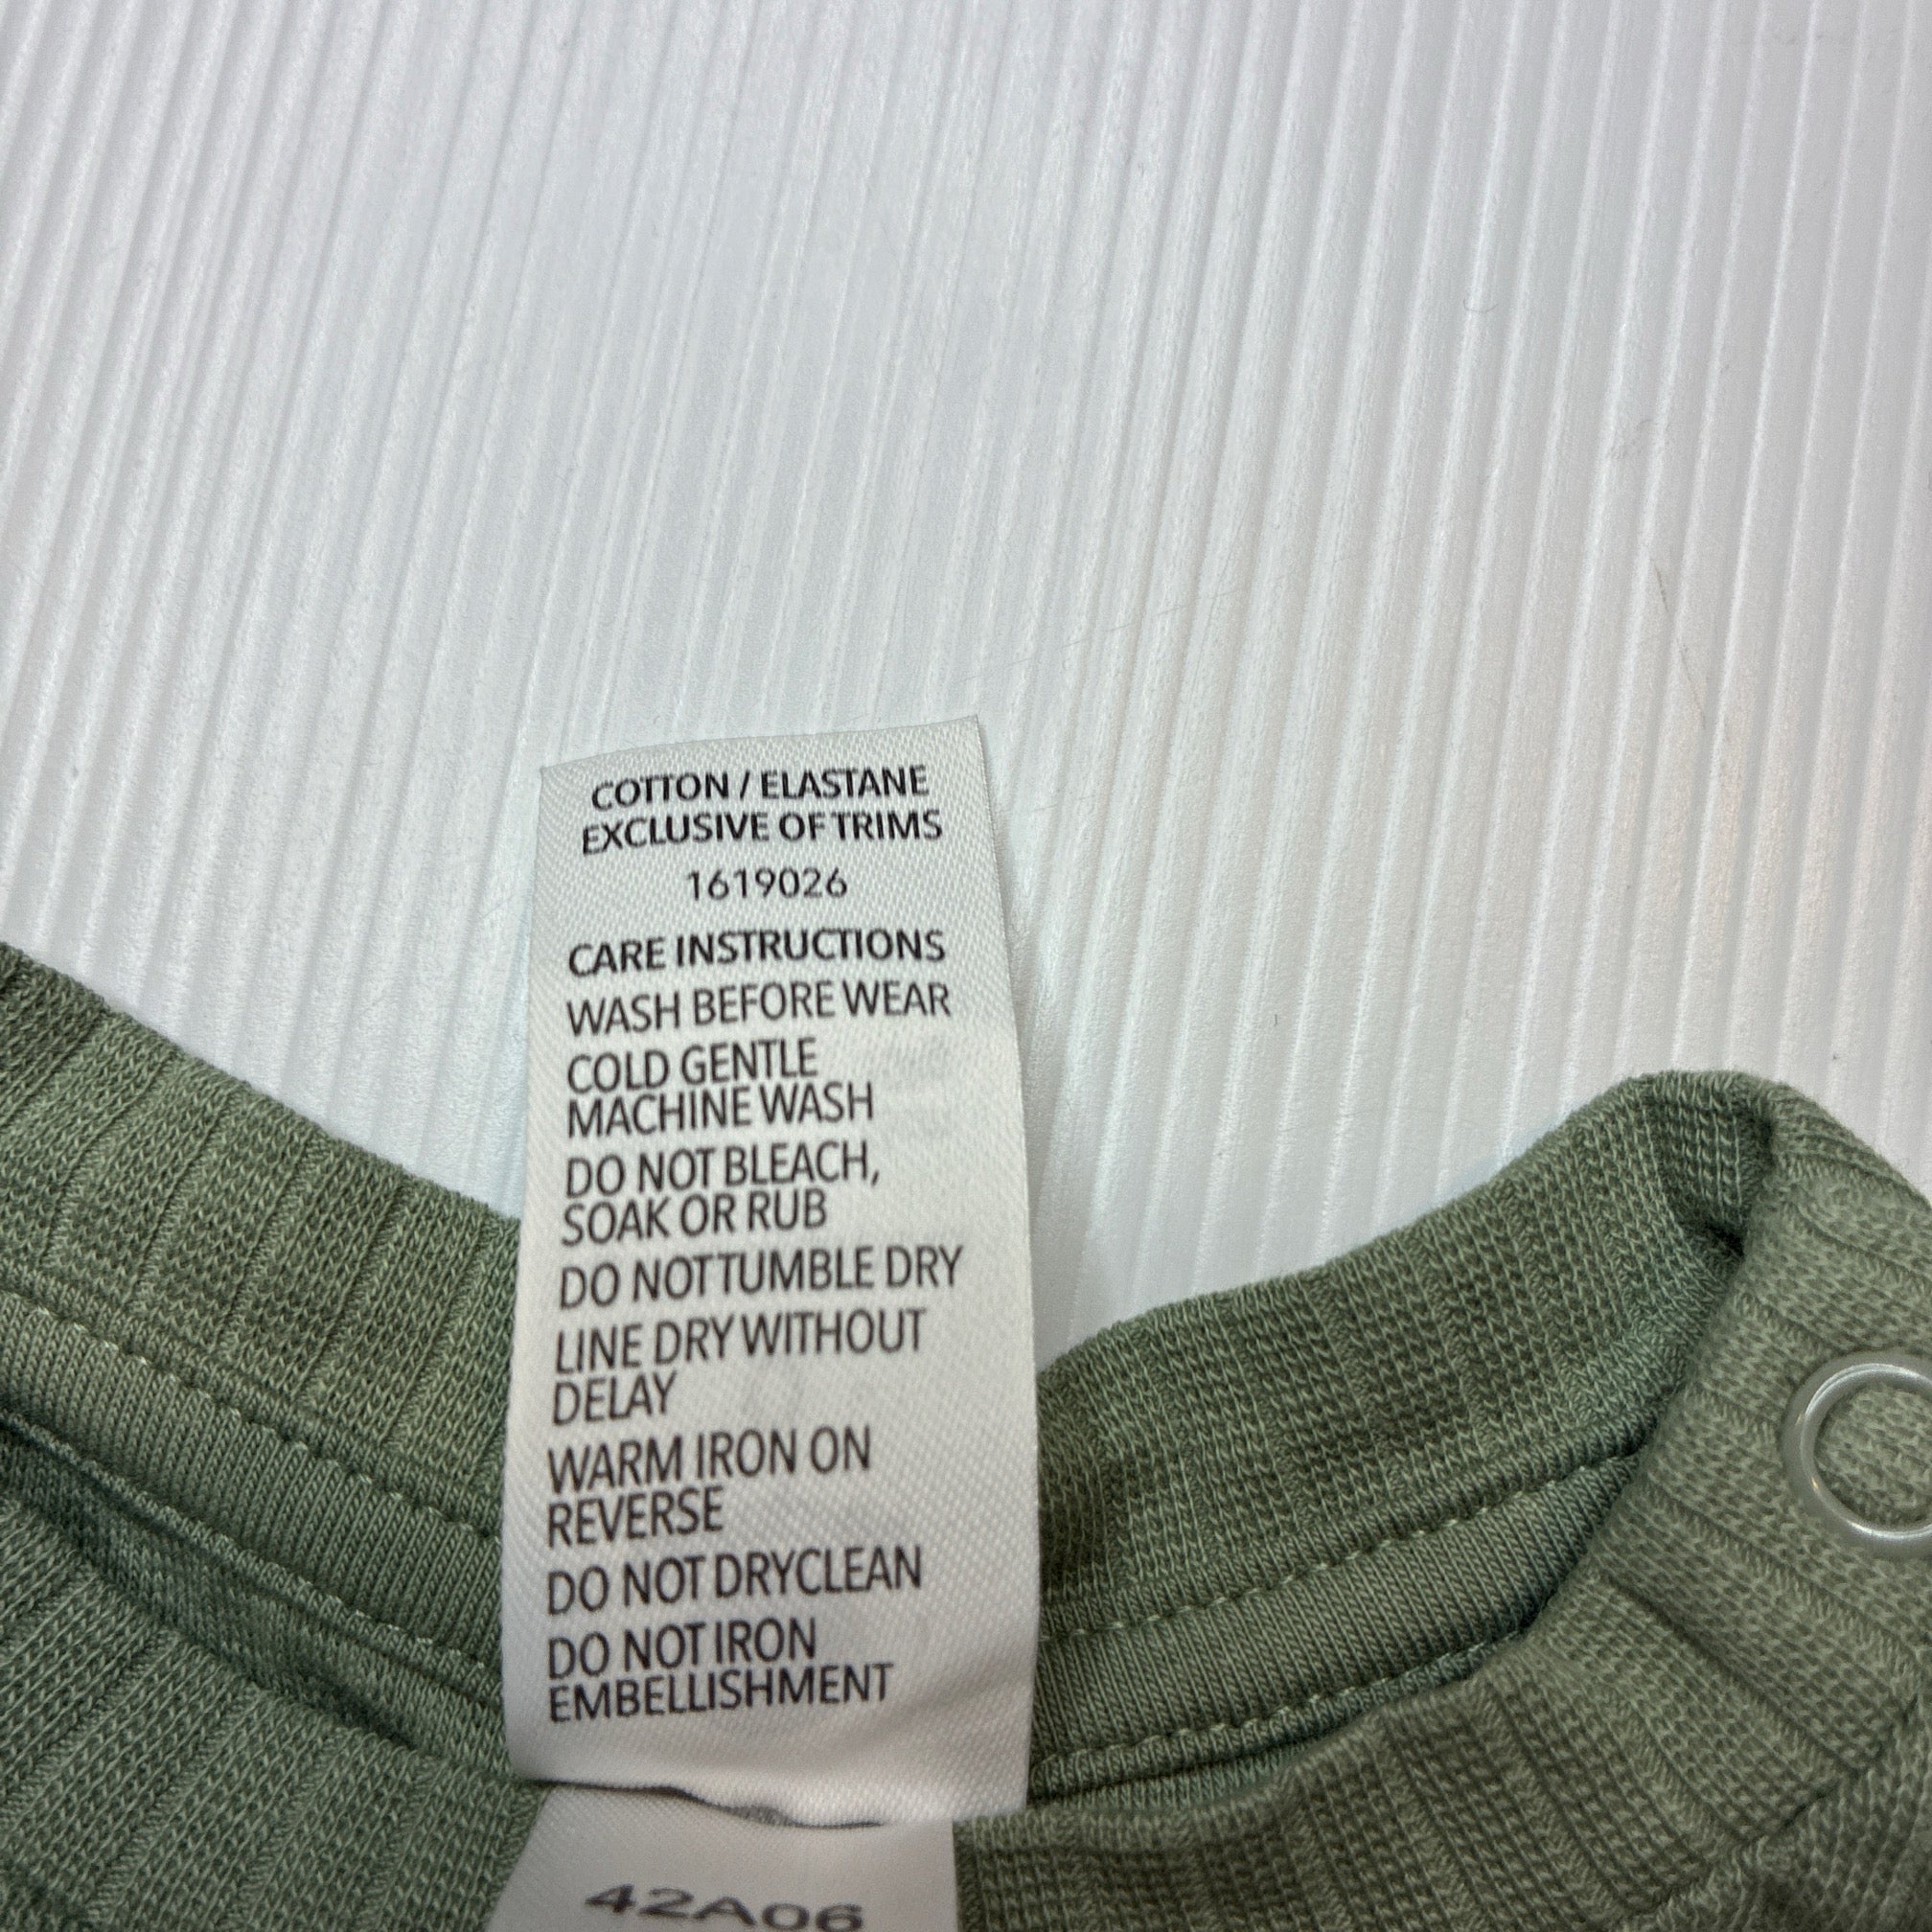 COTTON / ELASTANE
EXCLUSIVE OF TRIMS
1619026
CARE INSTRUCTIONS
WASH BEFORE WEAR
COLD GENTLE
MACHINE WASH
DO NOT BLEACH,
SOAK OR RUB
DO NOT TUMBLE DRY
LINE DRY WITHOUT
DELAY
WARM IRON ON
REVERSE
DO NOT DRYCLEAN
DO NOT IRON
EMBELLISHMENT
42A06